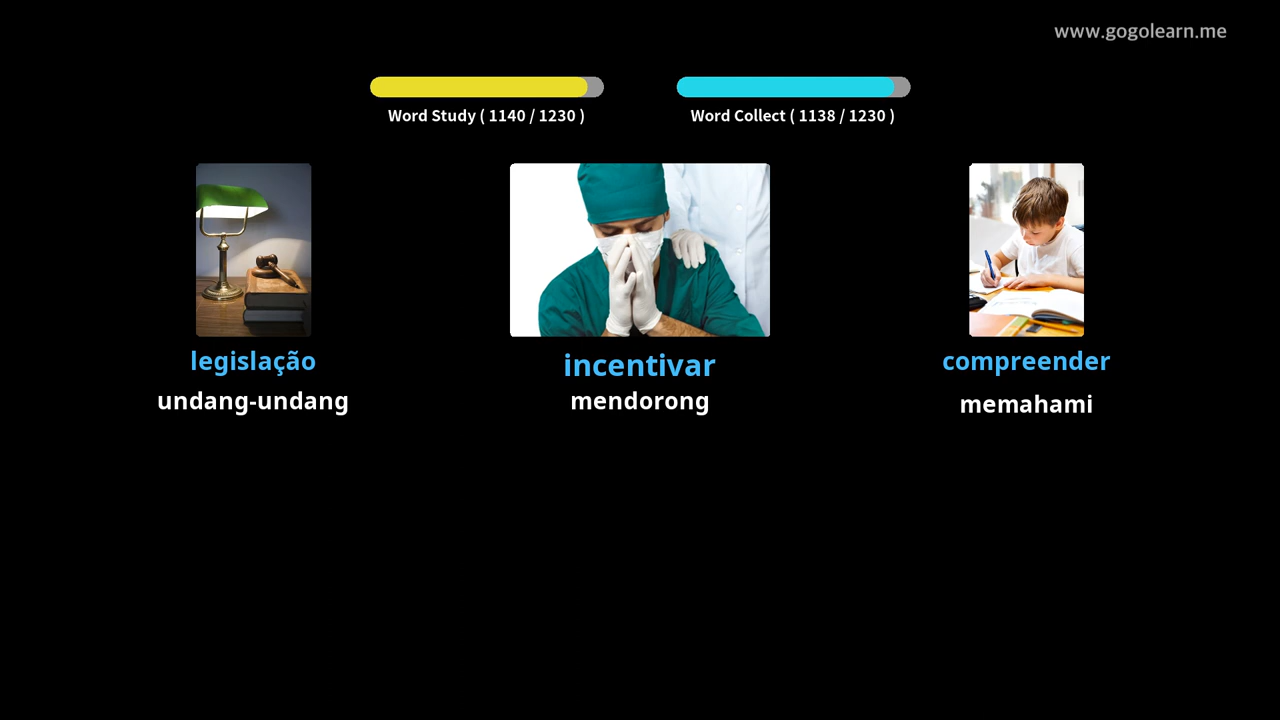 www.gogolearn.me
Word Study ( 1140 / 1230 )
Word Collect ( 1138 / 1230 )
legislação
undang-undang
incentivar
mendorong
compreender
memahami